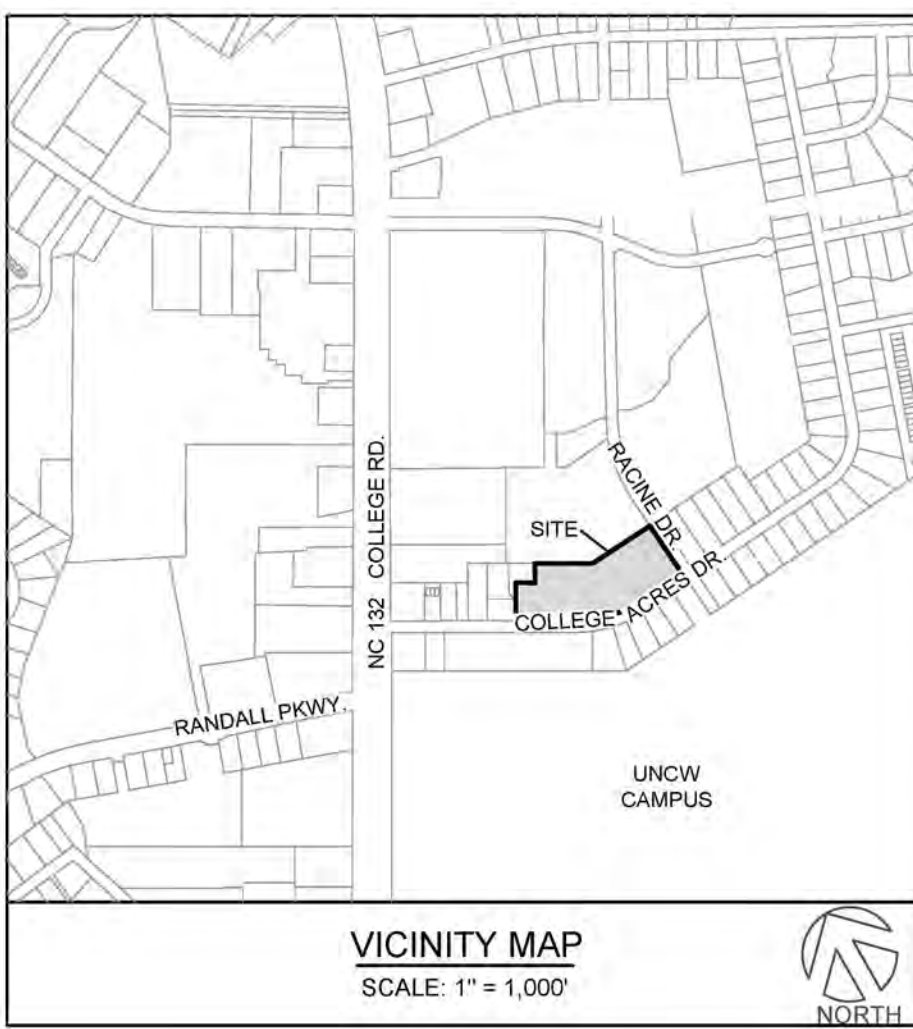 NC 132 COLLEGE RD.
RACINE DR.
SITE
COLLEGE ACRES DR.
RANDALL PKWY.
UNCW
CAMPUS
VICINITY MAP
SCALE: 1" = 1,000'
NORTH